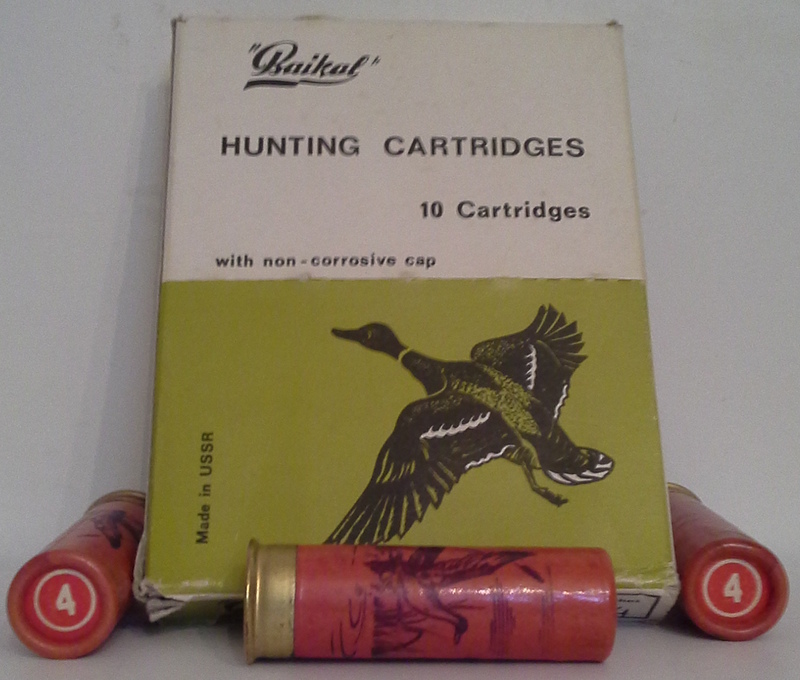 "Baikal"
HUNTING CARTRIDGES
10 Cartridges
with non-corrosive cap
Made in USSR
4
4